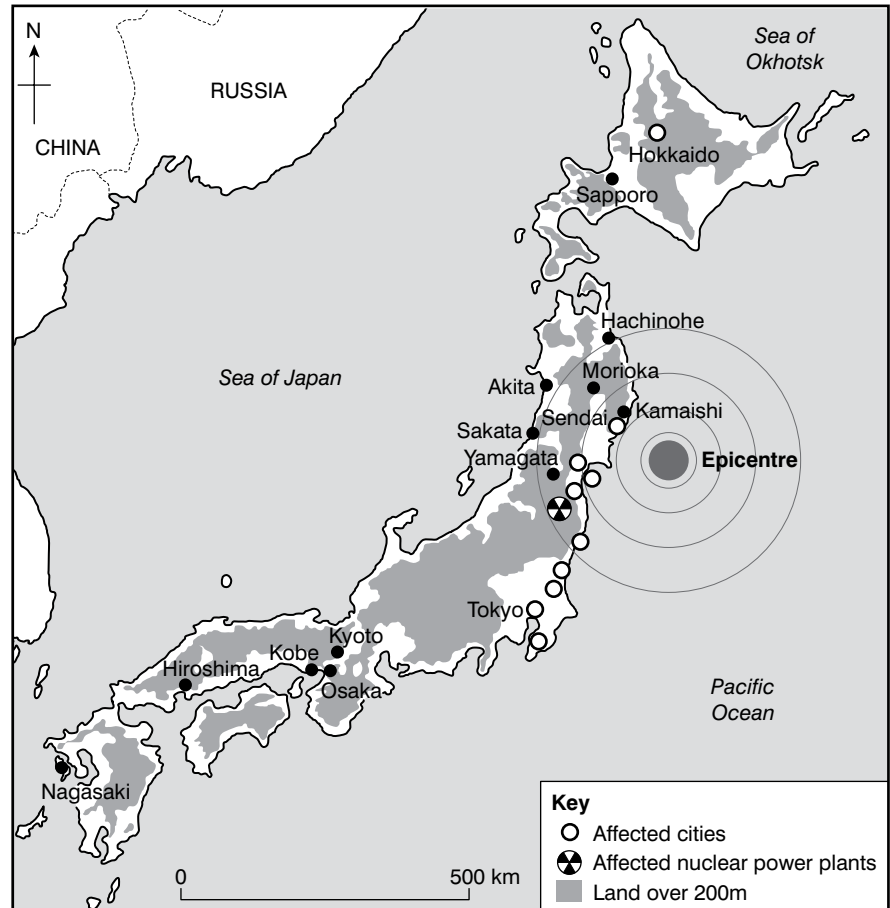 N
Sea of
Okhotsk
RUSSIA
CHINA
Hokkaido
Sapporo
Hachinohe
Sea of Japan
Morioka
Akita
Kamaishi
Sendai
Sakata
Yamagata
Epicentre
Tokyo
Kyoto
Kobe
Hiroshima
Osaka
Pacific
Ocean
Nagasaki
Key
Affected cities
Affected nuclear power plants
Land over 200m
0 500 km